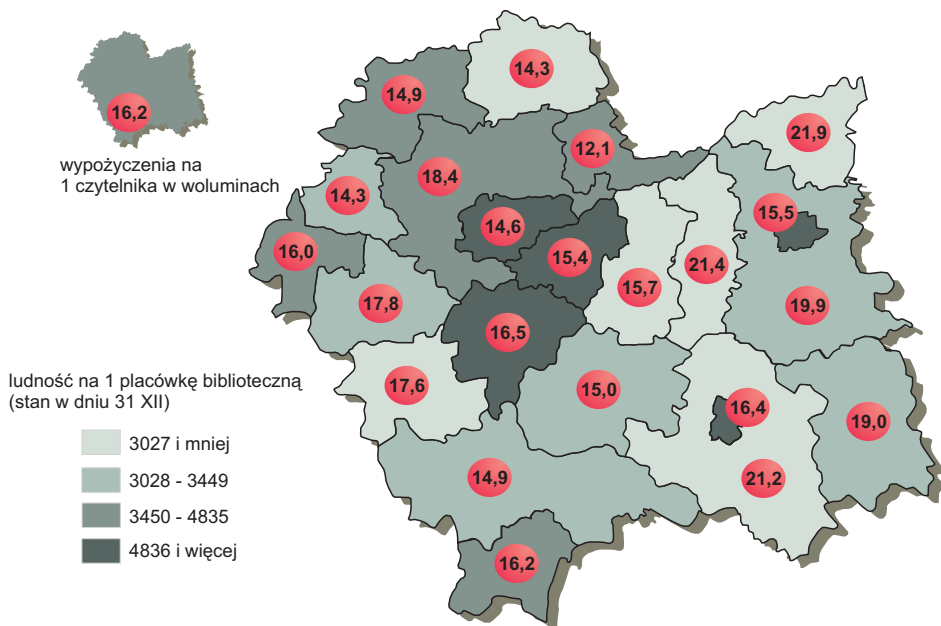 16,2
wypożyczenia na
1 czytelnika w woluminach
14,3
14,9
21,9
12,1
18,4
14,3
15,5
14,6
16,0
15,4
21,4
15,7
17,8
19,9
16,5
17,6
15,0
16,4
19,0
14,9
21,2
16,2
ludność na 1 placówkę biblioteczną
(stan w dniu 31 XII)
3027 i mniej
3028 - 3449
3450 - 4835
4836 i więcej